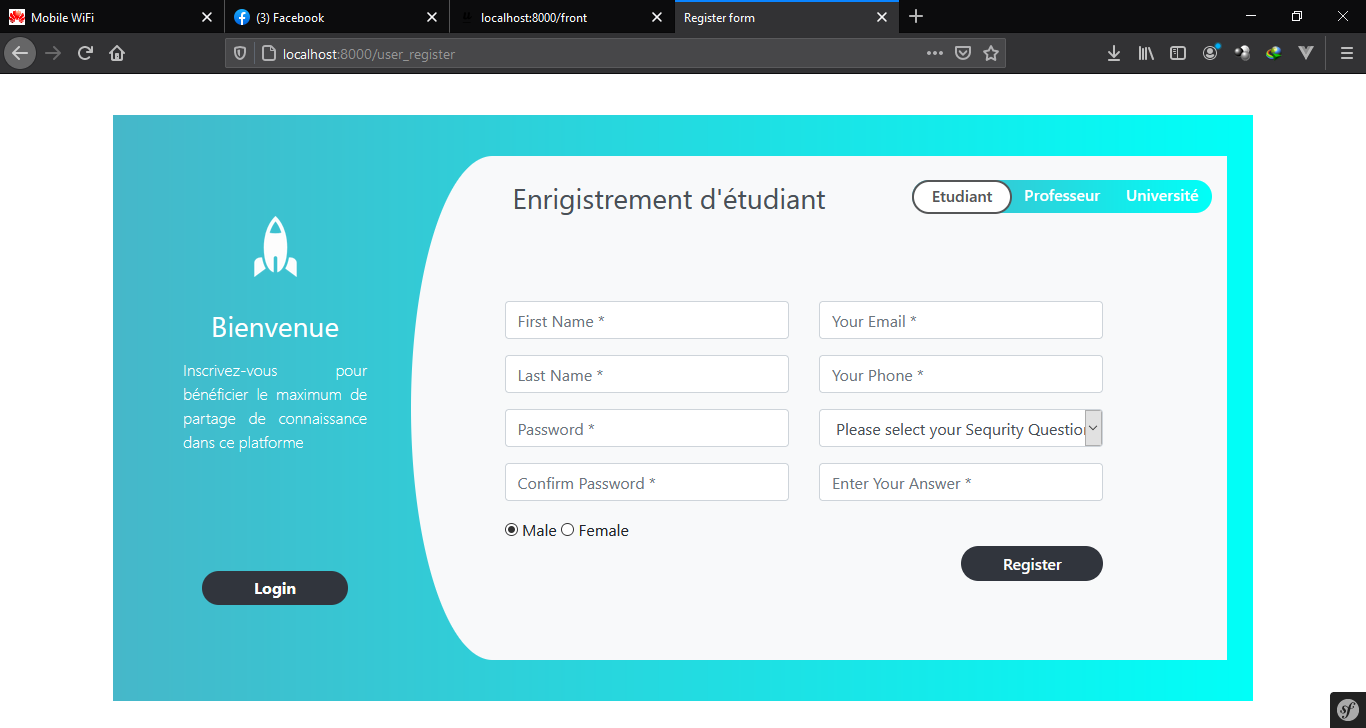 Mobile WiFi
(3) Facebook
localhost:8000/front
Register form
localhost:8000/user_register
Enrigistrement d'étudiant
Etudiant
Professeur
Université
Bienvenue
Inscrivez-vous pour
bénéficier le maximum de
partage de connaissance
dans ce platforme
Login
First Name *
Your Email *
Last Name *
Your Phone *
Password *
Please select your Sequrity Question
Confirm Password *
Enter Your Answer *
Male
Female
Register
sf